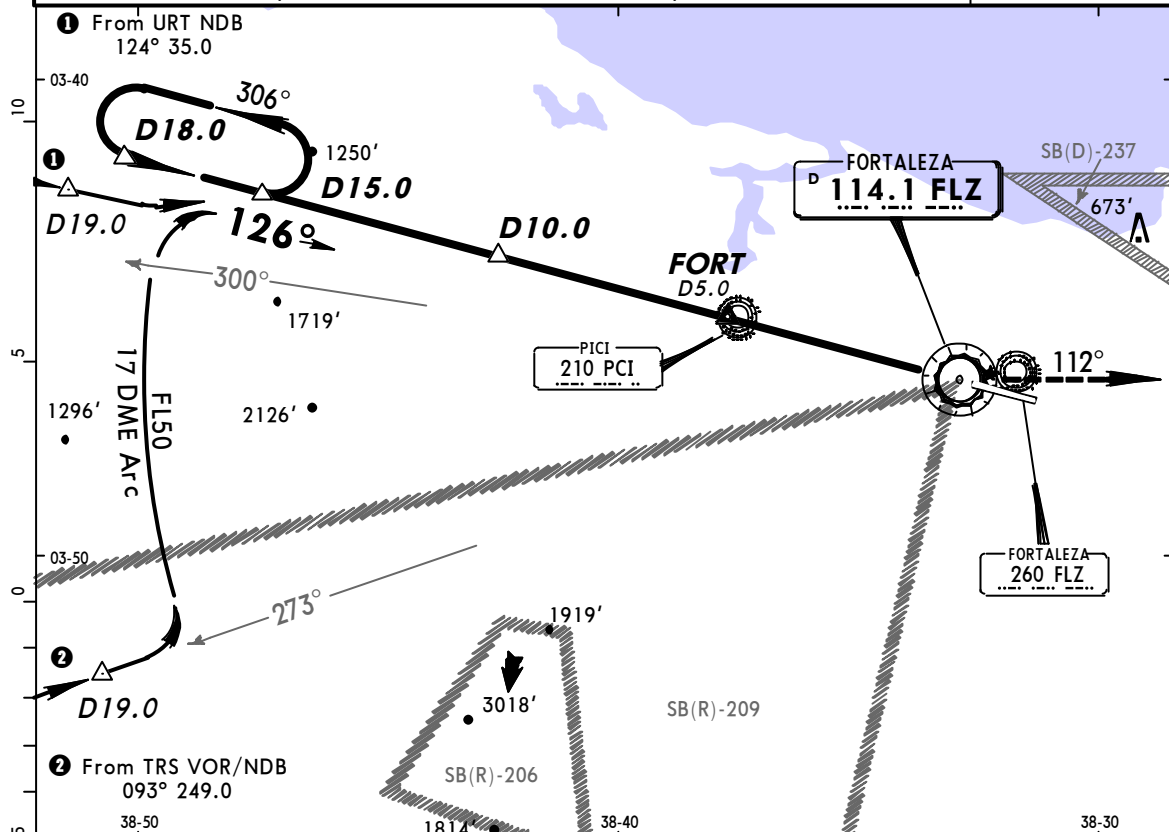 ❶ From URT NDB
124° 35.0
03-40
10
306°
D18.0
❶
1250'
D15.0
D19.0
126°
D10.0
FORTALEZA
D 114.1 FLZ
SB(D)-237
673'
300°
1719'
FORT
D5.0
PICI
210 PCI
5
112°
17 DME Arc
FL50
1296'
2126'
03-50
FORTALEZA
260 FLZ
0
273°
1919'
❷
D19.0
3018'
SB(R)-209
❷ From TRS VOR/NDB
093° 249.0
SB(R)-206
5
38-50
1814'
38-40
38-30